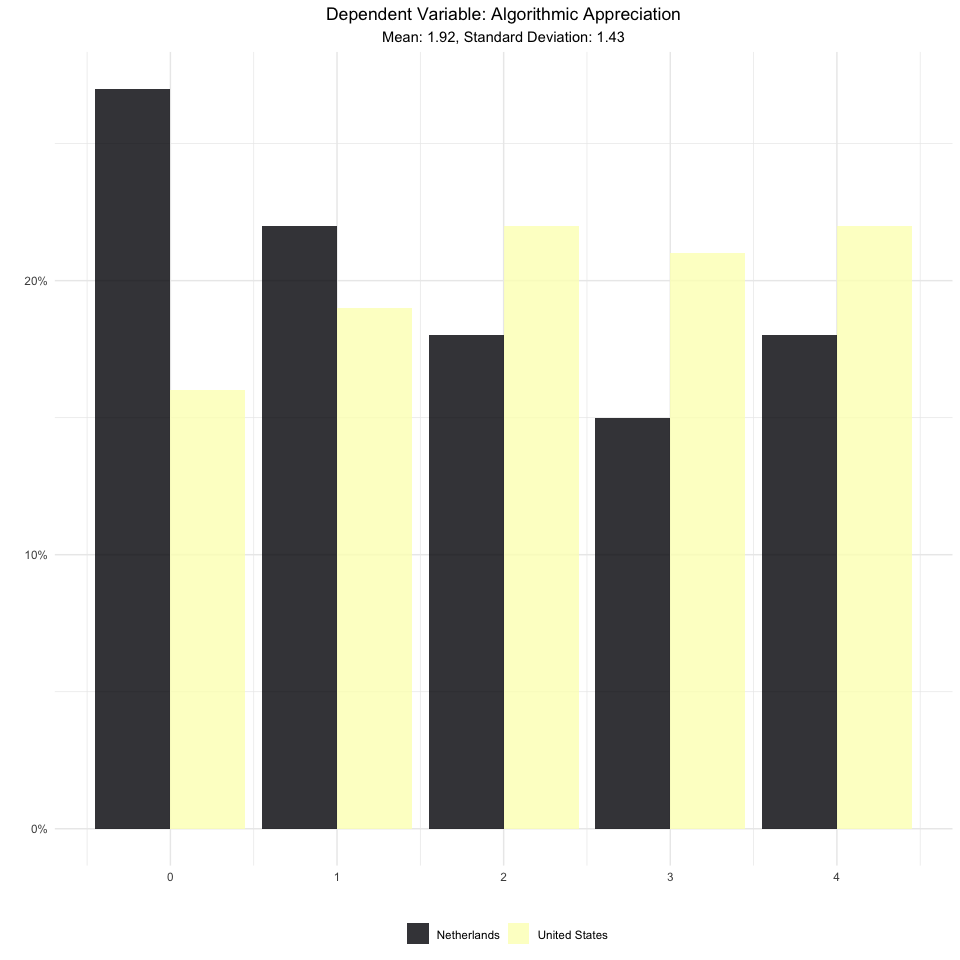 Dependent Variable: Algorithmic Appreciation
Mean: 1.92, Standard Deviation: 1.43
20%
10%
0%
0 1 2 3 4
Netherlands United States